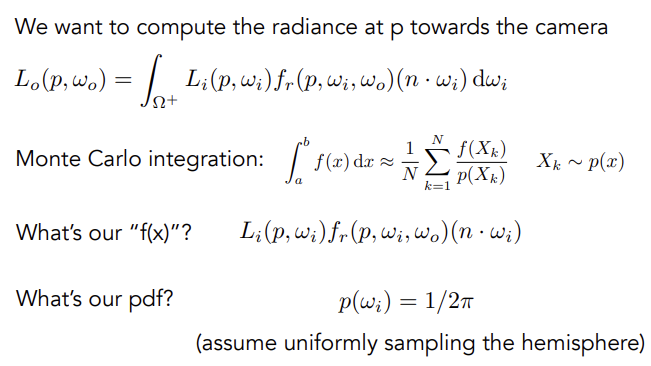 We want to compute the radiance at p towards the camera
$L_o(p, \omega_o) = \int_{\Omega^+} L_i(p, \omega_i) f_r(p, \omega_i, \omega_o)(n \cdot \omega_i) \, \mathrm{d}\omega_i$
Monte Carlo integration: $\int_a^b f(x) \, \mathrm{d}x \approx \frac{1}{N} \sum_{k=1}^{N} \frac{f(X_k)}{p(X_k)}$ $X_k \sim p(x)$
What's our "f(x)"? $L_i(p, \omega_i) f_r(p, \omega_i, \omega_o)(n \cdot \omega_i)$
What's our pdf? $p(\omega_i) = 1/2\pi$
(assume uniformly sampling the hemisphere)